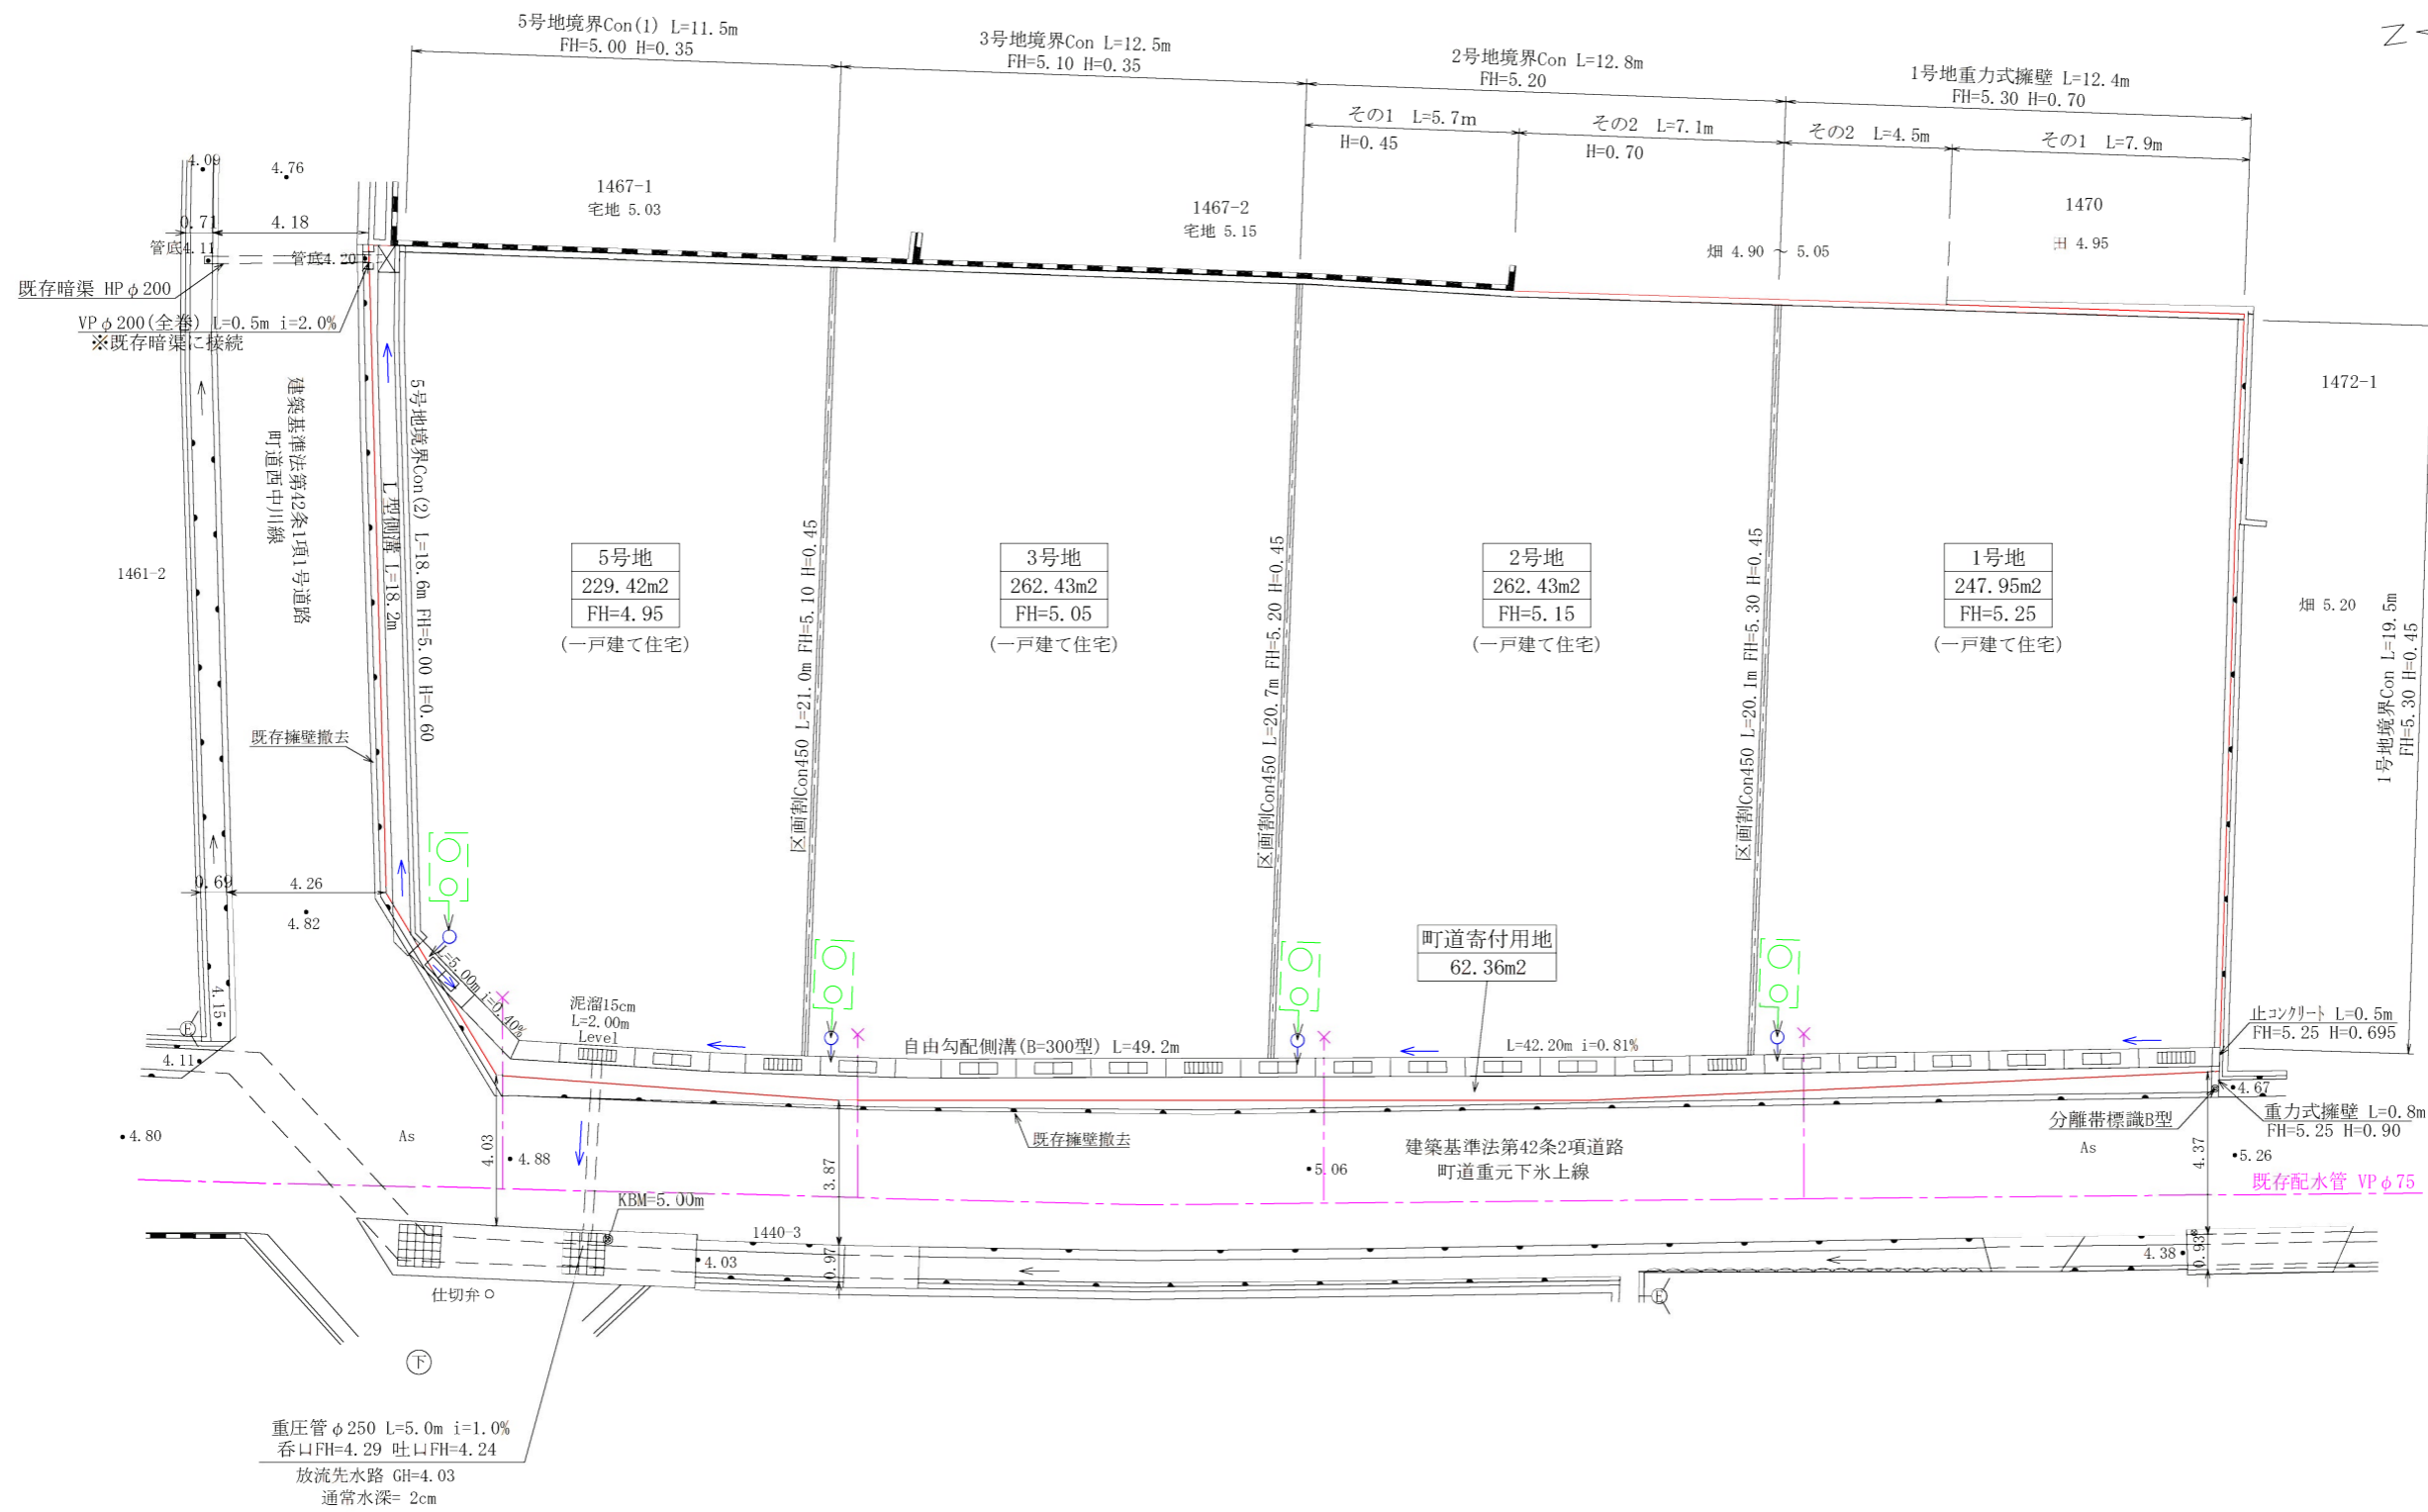 5号地境界Con(1) L=11.5m
FH=5.00 H=0.35
3号地境界Con L=12.5m
FH=5.10 H=0.35
2号地境界Con L=12.8m
FH=5.20
1号地重力式擁壁 L=12.4m
FH=5.30 H=0.70
Z
その1 L=5.7m
H=0.45
その2 L=7.1m
H=0.70
その2 L=4.5m
その1 L=7.9m
4.09
4.76
1467-1
宅地 5.03
1467-2
宅地 5.15
1470
田 4.95
畑 4.90 ～ 5.05
0.71
4.18
管底4.11
管底4.20
既存暗渠 HPφ200
VPφ200(全巻) L=0.5m i=2.0%
※既存暗渠に接続
建築基準法第42条1項1号道路
町道西中川線
5号地境界Con(2) L=18.6m FH=5.00 H=0.60
L型側溝 L=18.2m
1472-1
1461-2
畑 5.20
1号地境界Con L=19.5m
FH=5.30 H=0.45
5号地
229.42m2
FH=4.95
(一戸建て住宅)
3号地
262.43m2
FH=5.05
(一戸建て住宅)
2号地
262.43m2
FH=5.15
(一戸建て住宅)
1号地
247.95m2
FH=5.25
(一戸建て住宅)
区画割Con450 L=21.0m FH=5.10 H=0.45
区画割Con450 L=20.7m FH=5.20 H=0.45
区画割Con450 L=20.1m FH=5.30 H=0.45
既存擁壁撤去
0.69
4.26
4.82
4.15
E
4.11
L=5.00m i=0.40%
泥溜15cm
L=2.00m
Level
自由勾配側溝(B=300型) L=49.2m
町道寄付用地
62.36m2
L=42.20m i=0.81%
止コンクリート L=0.5m
FH=5.25 H=0.695
4.67
重力式擁壁 L=0.8m
FH=5.25 H=0.90
分離帯標識B型
既存擁壁撤去
4.80
As
4.03
4.88
3.87
5.06
建築基準法第42条2項道路
町道重元下氷上線
As
4.37
5.26
既存配水管 VPφ75
KBM=5.00m
1440-3
4.03
0.97
4.38
0.93
仕切弁
E
下
重圧管φ250 L=5.0m i=1.0%
呑口FH=4.29 吐口FH=4.24
放流先水路 GH=4.03
通常水深= 2cm